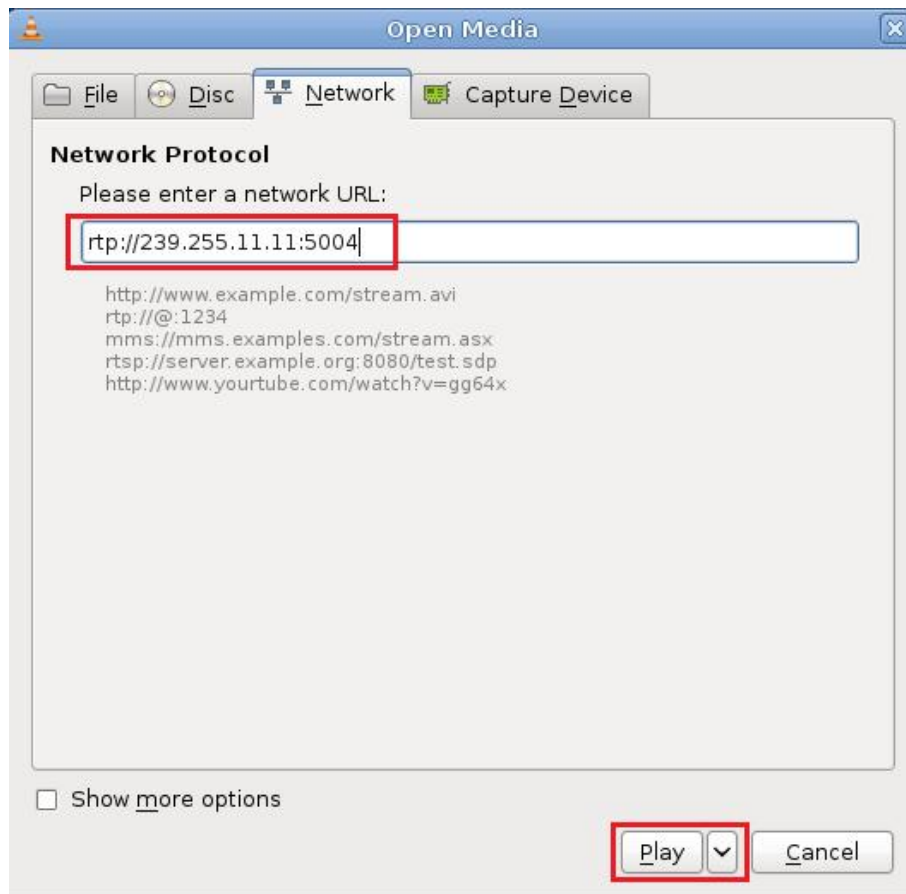 Open Media
File Disc Network Capture Device
Network Protocol
Please enter a network URL:
rtp://239.255.11.11:5004
http://www.example.com/stream.avi
rtp://@:1234
mms://mms.examples.com/stream.asx
rtsp://server.example.org:8080/test.sdp
http://www.yourtube.com/watch?v=gg64x
Show more options
Play Cancel